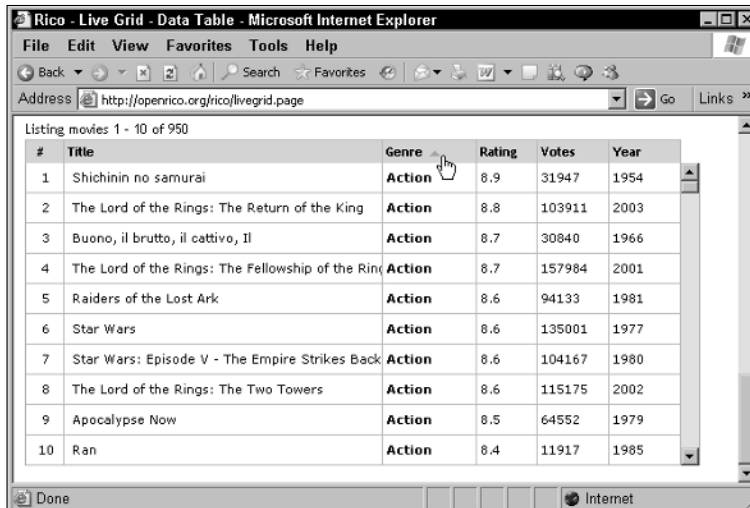 Rico - Live Grid - Data Table - Microsoft Internet Explorer
File Edit View Favorites Tools Help
Back Search Favorites
Address http://openrico.org/rico/livegrid.page Go Links »
Listing movies 1 - 10 of 950
# Title Genre Rating Votes Year
1 Shichinin no samurai Action 8.9 31947 1954
2 The Lord of the Rings: The Return of the King Action 8.8 103911 2003
3 Buono, il brutto, il cattivo, Il Action 8.7 30840 1966
4 The Lord of the Rings: The Fellowship of the Rin Action 8.7 157984 2001
5 Raiders of the Lost Ark Action 8.6 94133 1981
6 Star Wars Action 8.6 135001 1977
7 Star Wars: Episode V - The Empire Strikes Back Action 8.6 104167 1980
8 The Lord of the Rings: The Two Towers Action 8.6 115175 2002
9 Apocalypse Now Action 8.5 64552 1979
10 Ran Action 8.4 11917 1985
Done Internet